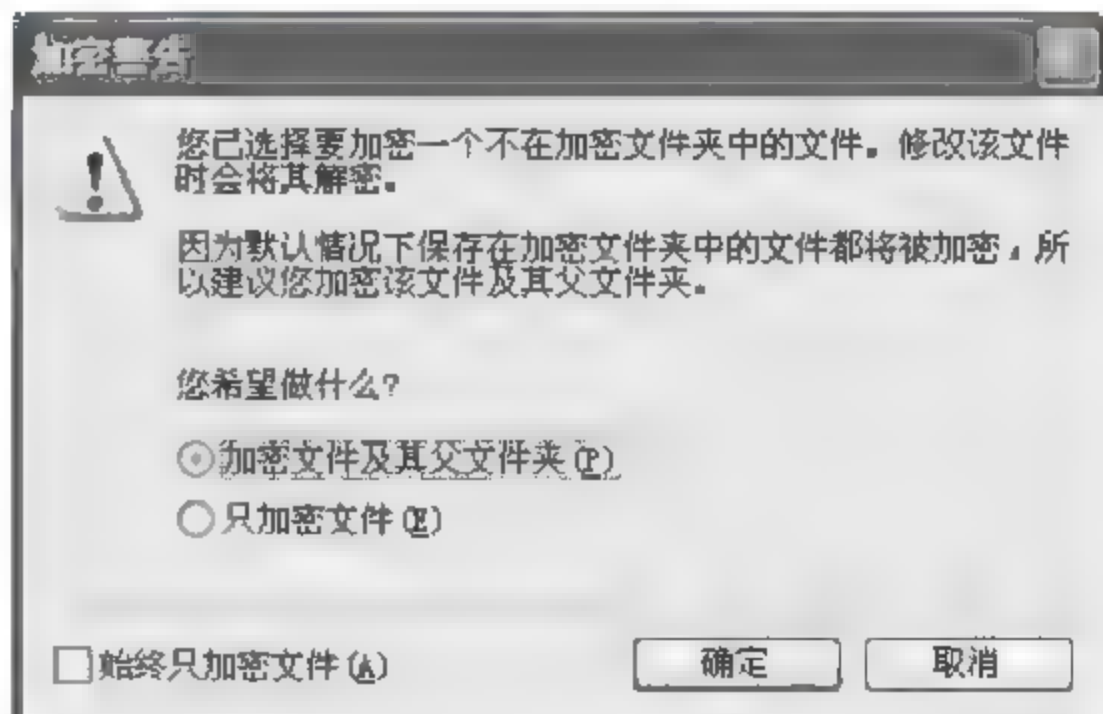 加密警告
您已选择要加密一个不在加密文件夹中的文件。修改该文件
时会将其解密。
因为默认情况下保存在加密文件夹中的文件都将被加密，所
以建议您加密该文件及其父文件夹。
您希望做什么?
加密文件及其父文件夹(P)
只加密文件(E)
始终只加密文件(A)
确定
取消